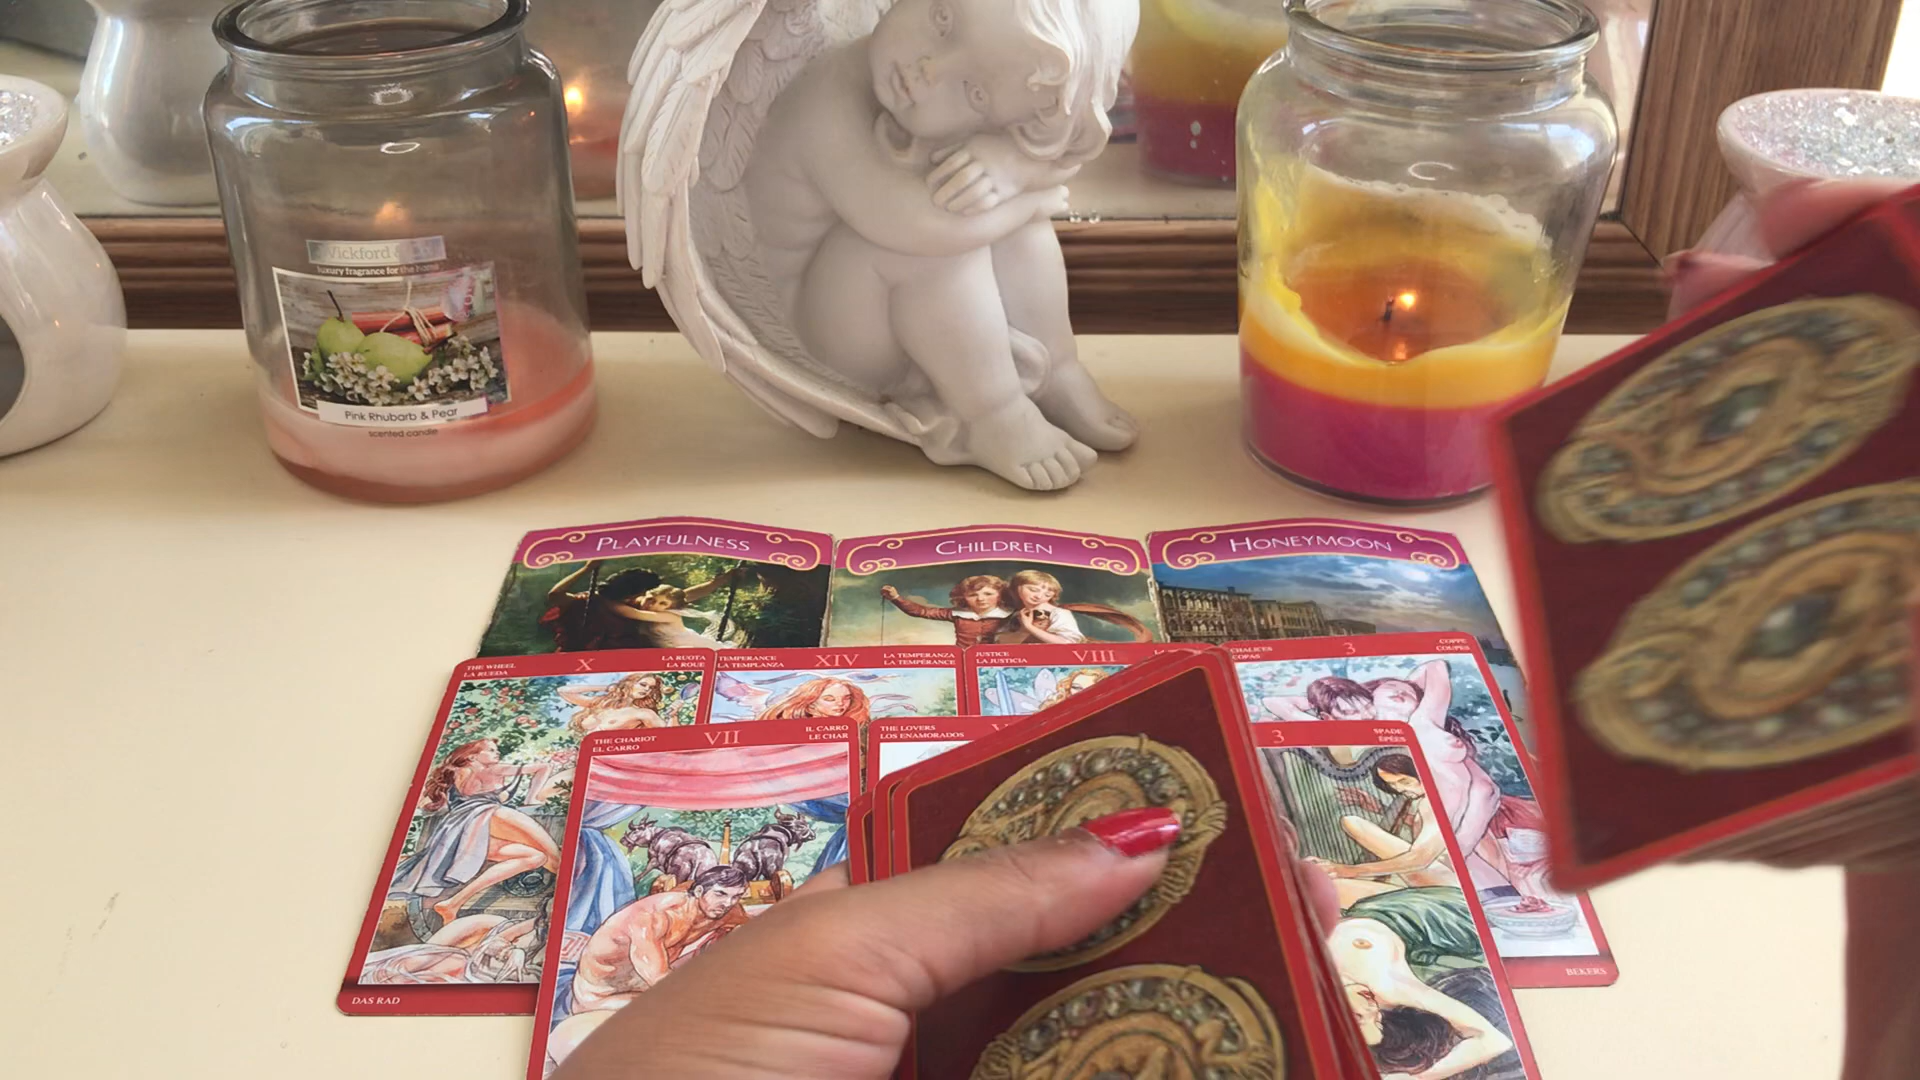 Wickford &
luxury fragrance for the home
Pink Rhubarb & Pear
scented candle
PLAYFULNESS
CHILDREN
HONEYMOON
THE WHEEL
LA RUEDA
X
LA RUOTA
LA ROUE
TEMPERANCE
LA TEMPLANZA
XIV
LA TEMPERANZA
LA TEMPÉRANCE
JUSTICE
LA JUSTICIA
VIII
CHALICES
COPAS
3
COPPE
COUPES
THE CHARIOT
EL CARRO
VII
IL CARRO
LE CHAR
THE LOVERS
LOS ENAMORADOS
3
SPADE
ÉPÉES
DAS RAD
BEKERS